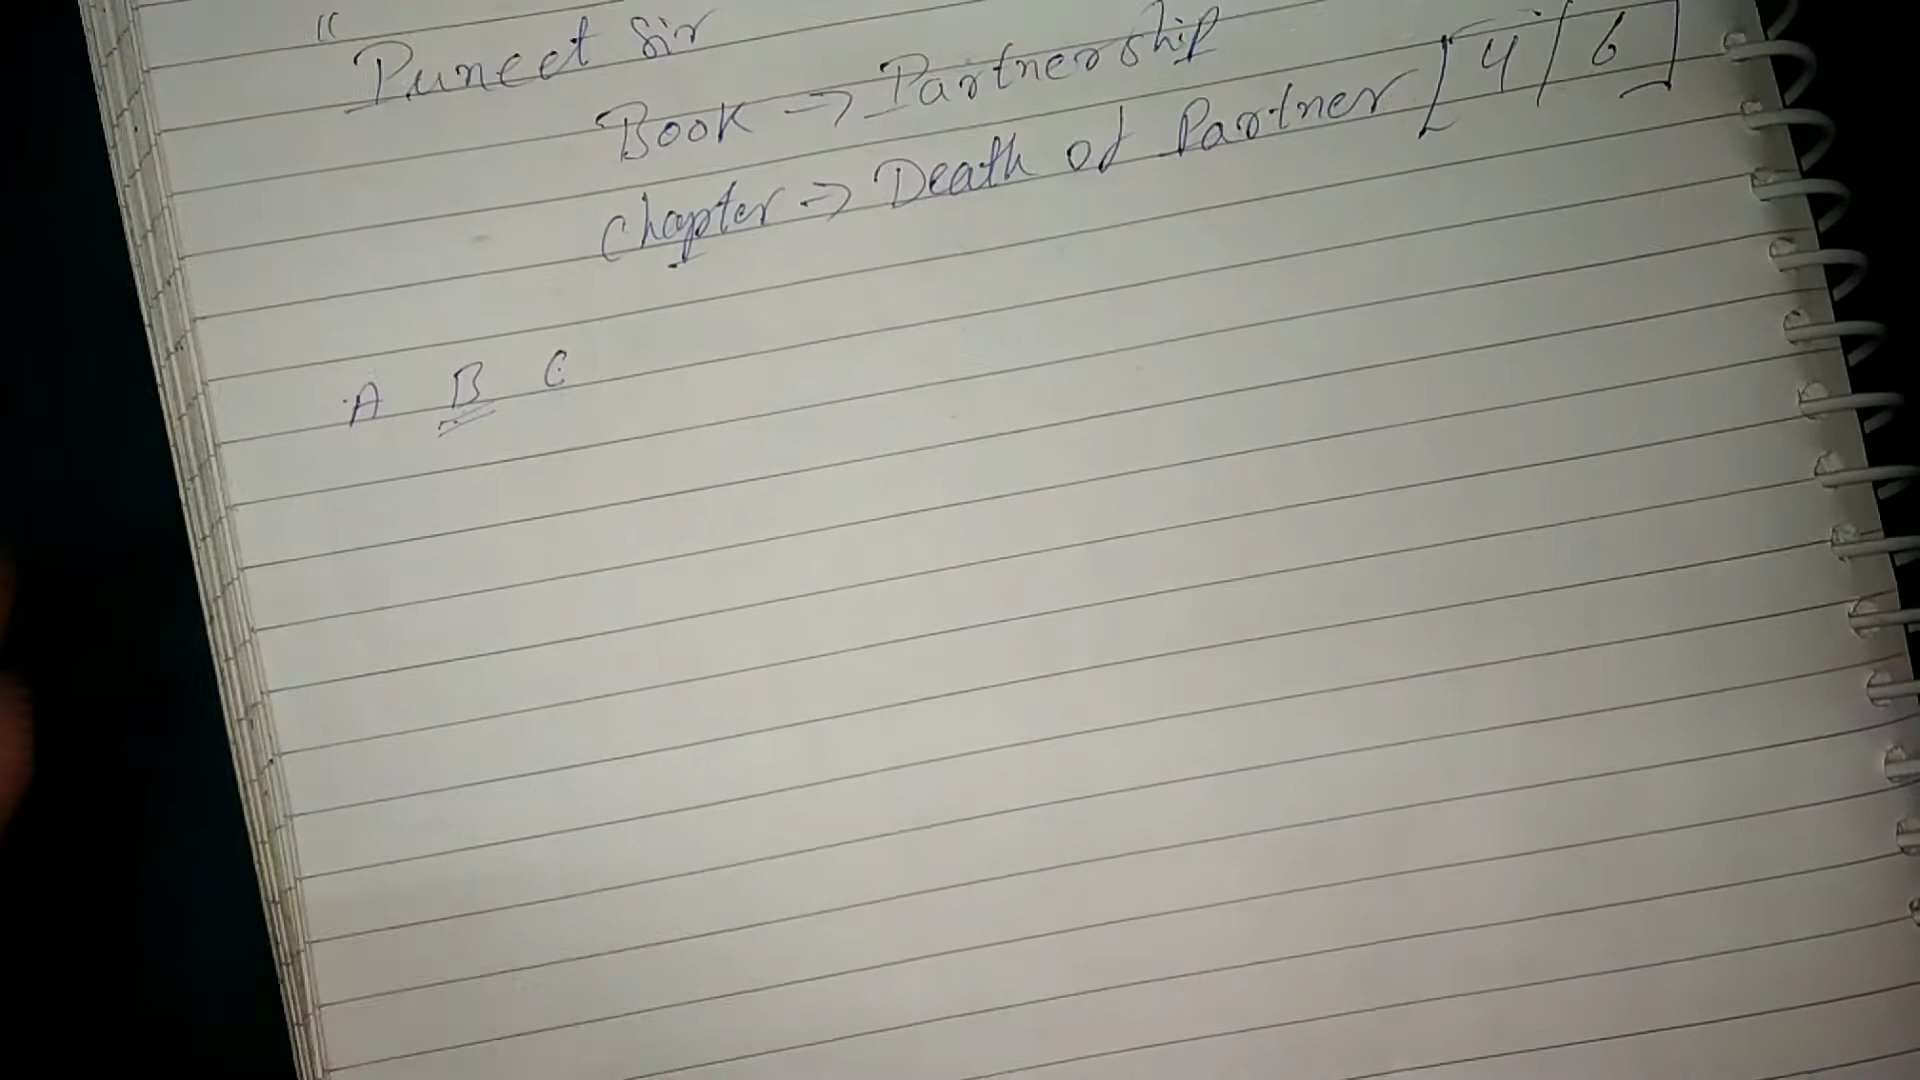 "Puneet Sir
Book → Partnership
Chapter → Death of Partner [4/6]
A B C